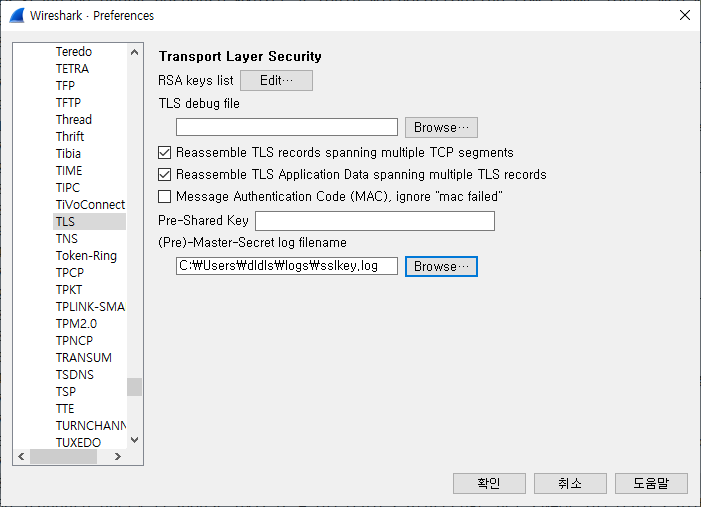 Wireshark · Preferences
Teredo
TETRA
TFP
TFTP
Thread
Thrift
Tibia
TIME
TIPC
TiVoConnect
TLS
TNS
Token-Ring
TPCP
TPKT
TPLINK-SMA
TPM2.0
TPNCP
TRANSUM
TSDNS
TSP
TTE
TURNCHANN
TUXEDO
Transport Layer Security
RSA keys list Edit…
TLS debug file
Browse…
Reassemble TLS records spanning multiple TCP segments
Reassemble TLS Application Data spanning multiple TLS records
Message Authentication Code (MAC), ignore "mac failed"
Pre-Shared Key
(Pre)-Master-Secret log filename
C:₩Users₩dldls₩logs₩sslkey.log Browse…
확인 취소 도움말